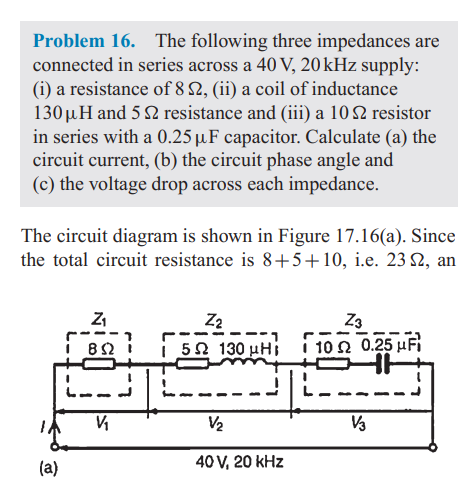 Problem 16. The following three impedances are
connected in series across a 40 V, 20 kHz supply:
(i) a resistance of 8 Ω, (ii) a coil of inductance
130 μH and 5 Ω resistance and (iii) a 10 Ω resistor
in series with a 0.25 μF capacitor. Calculate (a) the
circuit current, (b) the circuit phase angle and
(c) the voltage drop across each impedance.
The circuit diagram is shown in Figure 17.16(a). Since
the total circuit resistance is 8+5+10, i.e. 23 Ω, an
Z1 Z2 Z3
8 Ω 5 Ω 130 μH 10 Ω 0.25 μF
I V1 V2 V3
(a) 40 V, 20 kHz